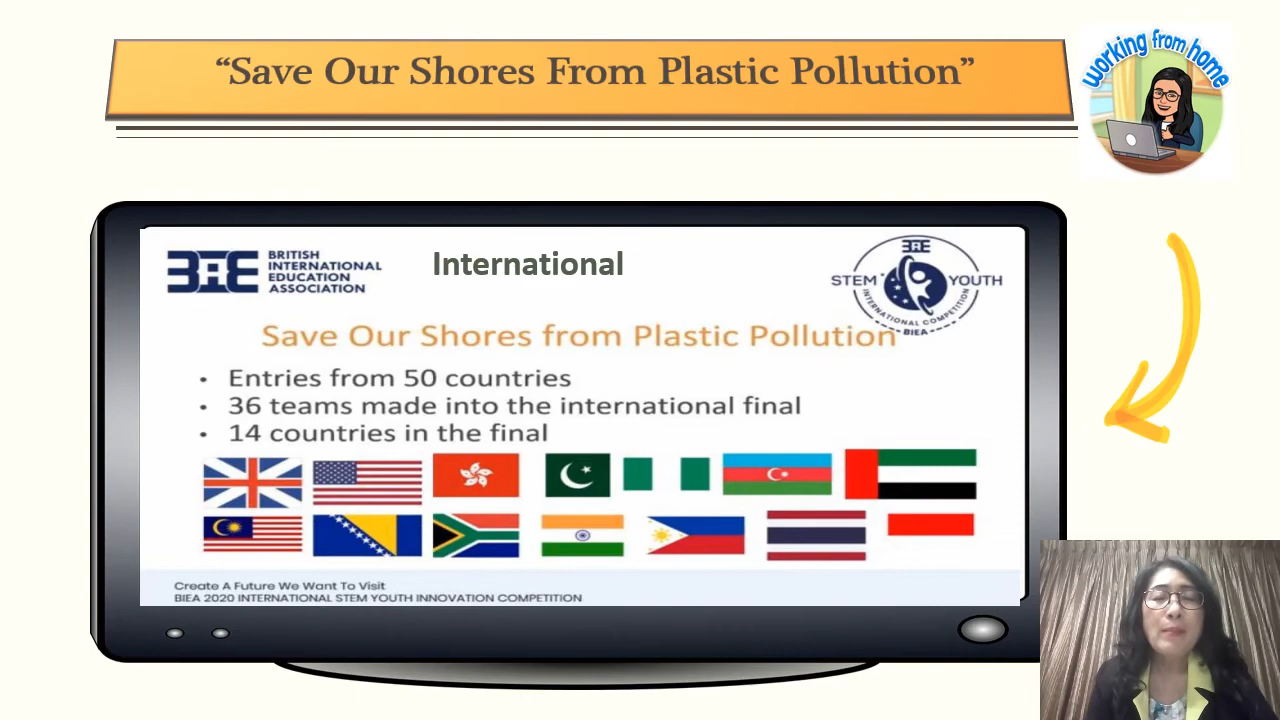 “Save Our Shores From Plastic Pollution”
working from home
BRITISH
INTERNATIONAL
EDUCATION
ASSOCIATION
International
STEM YOUTH
INTERNATIONAL COMPETITION
BIEA
Save Our Shores from Plastic Pollution
• Entries from 50 countries
• 36 teams made into the international final
• 14 countries in the final
Create A Future We Want To Visit
BIEA 2020 INTERNATIONAL STEM YOUTH INNOVATION COMPETITION